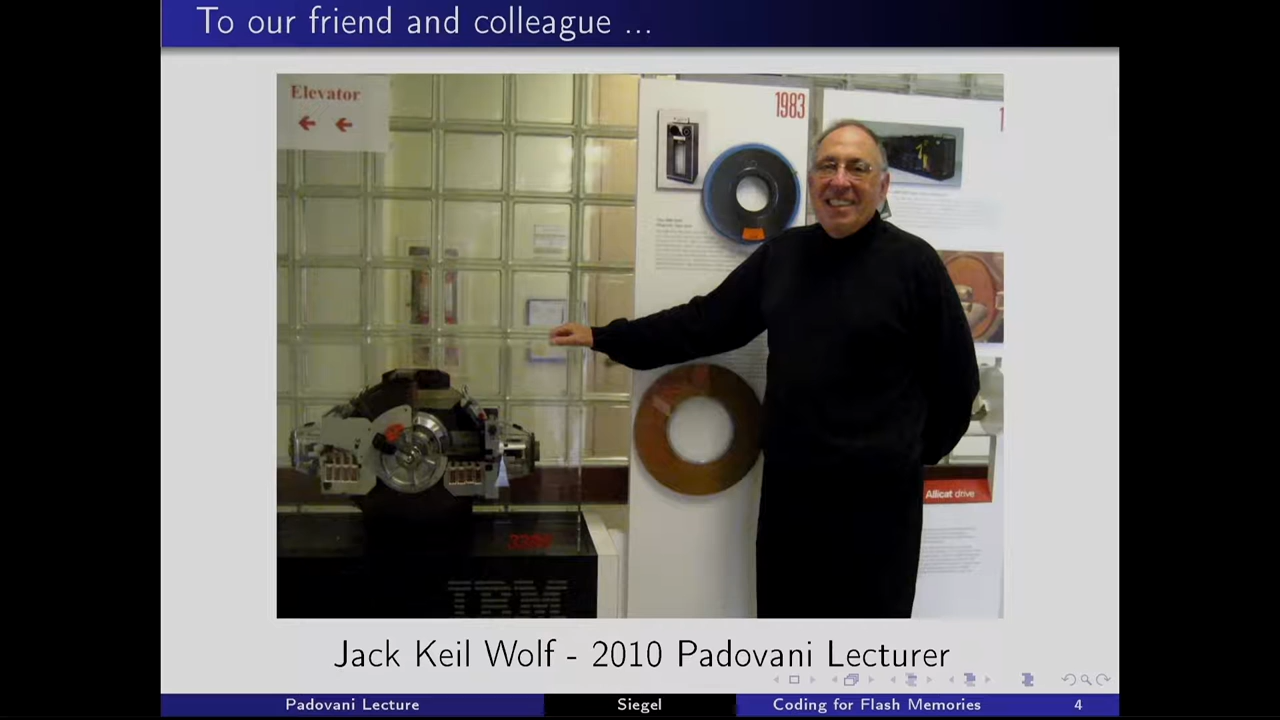 To our friend and colleague ...
Elevator
1983
Allicat drive
IBM
Jack Keil Wolf - 2010 Padovani Lecturer
Padovani Lecture
Siegel
Coding for Flash Memories
4